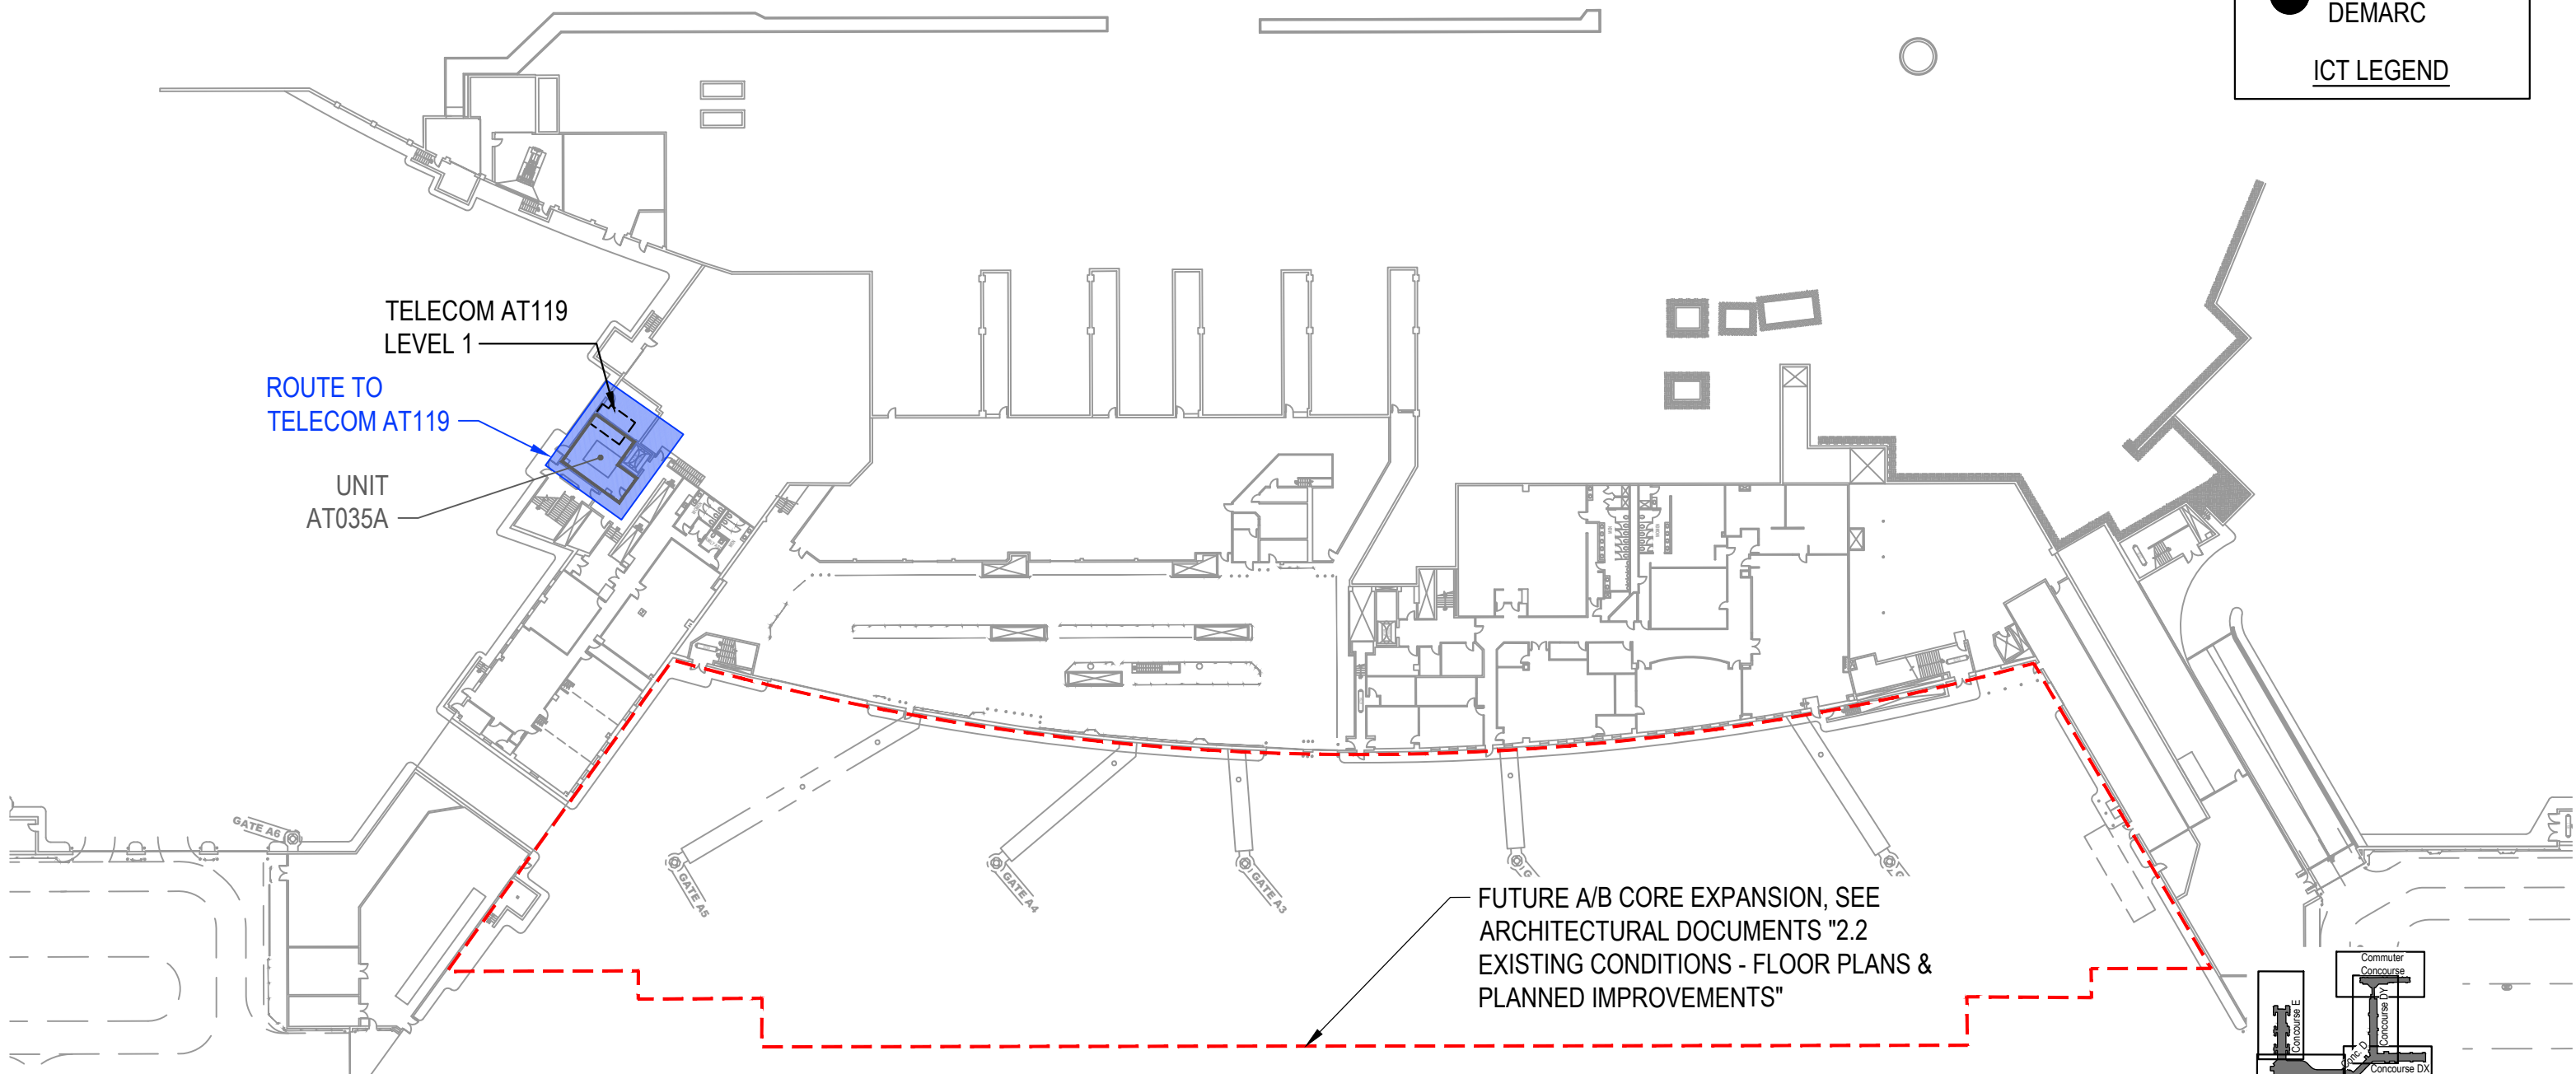 DEMARC
ICT LEGEND
TELECOM AT119
LEVEL 1
ROUTE TO
TELECOM AT119
UNIT
AT035A
GATE A6
GATE A5
GATE A4
GATE A3
FUTURE A/B CORE EXPANSION, SEE
ARCHITECTURAL DOCUMENTS "2.2
EXISTING CONDITIONS - FLOOR PLANS &
PLANNED IMPROVEMENTS"
Commuter
Concourse
Concourse E
Concourse DY
Conc. D
Concourse DX